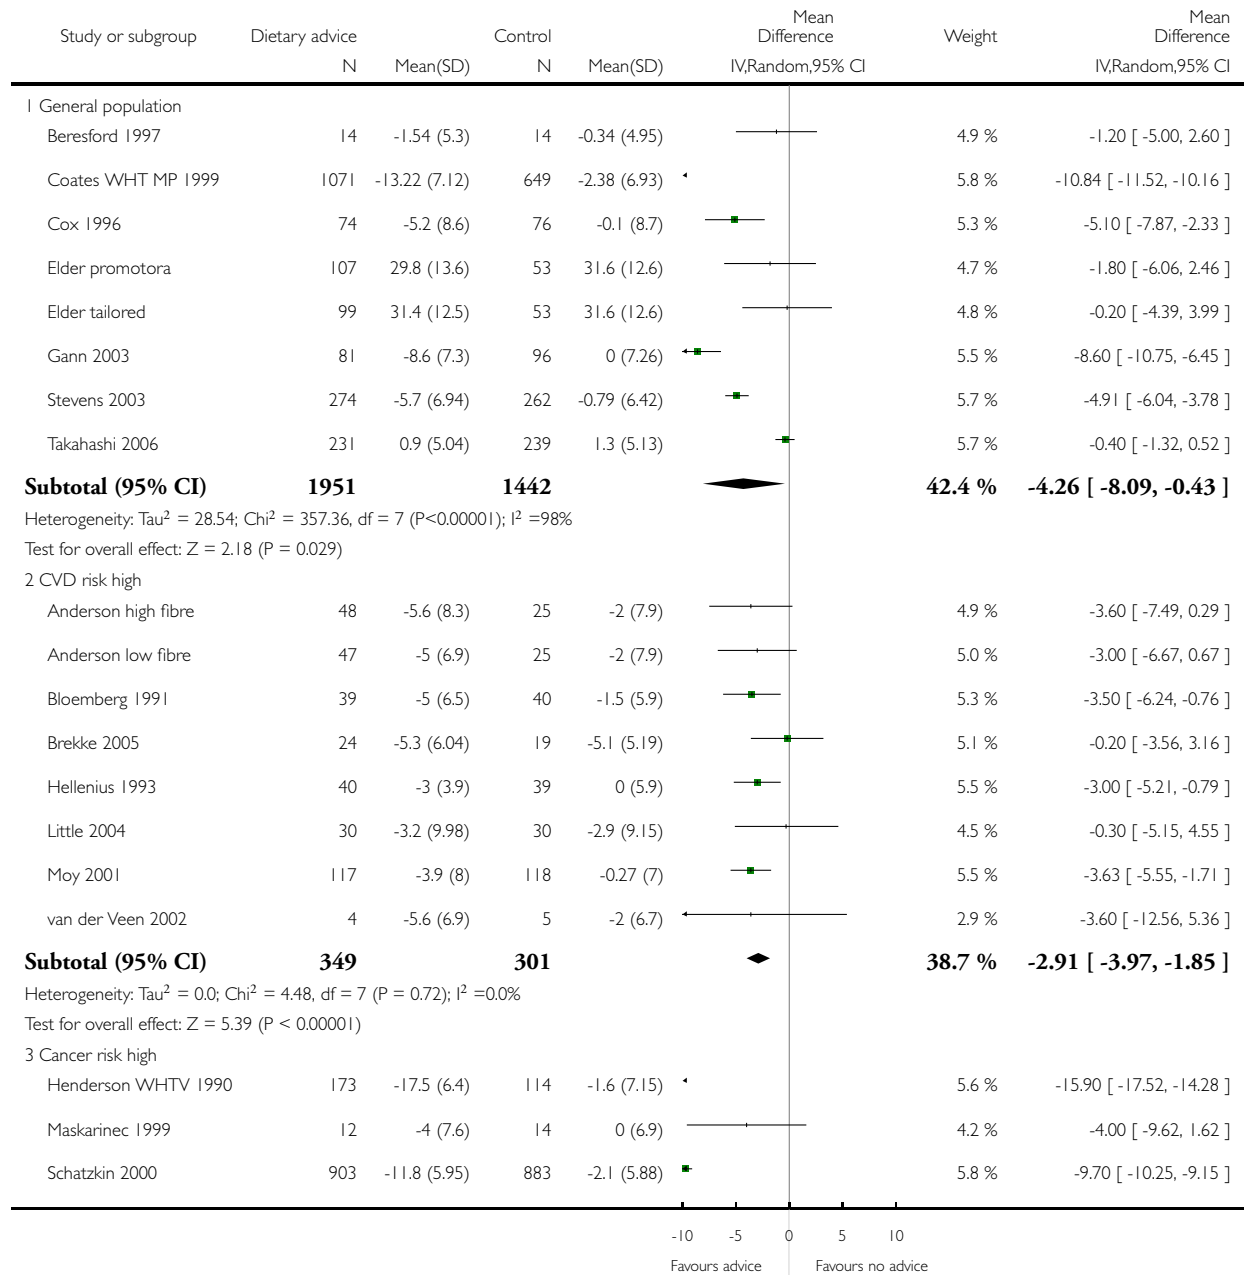 Study or subgroup Dietary advice Control Mean Difference Weight Mean Difference
N Mean(SD) N Mean(SD) IV,Random,95% CI IV,Random,95% CI
1 General population
Beresford 1997 14 -1.54 (5.3) 14 -0.34 (4.95) 4.9 % -1.20 [ -5.00, 2.60 ]
Coates WHT MP 1999 1071 -13.22 (7.12) 649 -2.38 (6.93) 5.8 % -10.84 [ -11.52, -10.16 ]
Cox 1996 74 -5.2 (8.6) 76 -0.1 (8.7) 5.3 % -5.10 [ -7.87, -2.33 ]
Elder promotora 107 29.8 (13.6) 53 31.6 (12.6) 4.7 % -1.80 [ -6.06, 2.46 ]
Elder tailored 99 31.4 (12.5) 53 31.6 (12.6) 4.8 % -0.20 [ -4.39, 3.99 ]
Gann 2003 81 -8.6 (7.3) 96 0 (7.26) 5.5 % -8.60 [ -10.75, -6.45 ]
Stevens 2003 274 -5.7 (6.94) 262 -0.79 (6.42) 5.7 % -4.91 [ -6.04, -3.78 ]
Takahashi 2006 231 0.9 (5.04) 239 1.3 (5.13) 5.7 % -0.40 [ -1.32, 0.52 ]
Subtotal (95% CI) 1951 1442 42.4 % -4.26 [ -8.09, -0.43 ]
Heterogeneity: Tau² = 28.54; Chi² = 357.36, df = 7 (P<0.00001); I² =98%
Test for overall effect: Z = 2.18 (P = 0.029)
2 CVD risk high
Anderson high fibre 48 -5.6 (8.3) 25 -2 (7.9) 4.9 % -3.60 [ -7.49, 0.29 ]
Anderson low fibre 47 -5 (6.9) 25 -2 (7.9) 5.0 % -3.00 [ -6.67, 0.67 ]
Bloemberg 1991 39 -5 (6.5) 40 -1.5 (5.9) 5.3 % -3.50 [ -6.24, -0.76 ]
Brekke 2005 24 -5.3 (6.04) 19 -5.1 (5.19) 5.1 % -0.20 [ -3.56, 3.16 ]
Hellenius 1993 40 -3 (3.9) 39 0 (5.9) 5.5 % -3.00 [ -5.21, -0.79 ]
Little 2004 30 -3.2 (9.98) 30 -2.9 (9.15) 4.5 % -0.30 [ -5.15, 4.55 ]
Moy 2001 117 -3.9 (8) 118 -0.27 (7) 5.5 % -3.63 [ -5.55, -1.71 ]
van der Veen 2002 4 -5.6 (6.9) 5 -2 (6.7) 2.9 % -3.60 [ -12.56, 5.36 ]
Subtotal (95% CI) 349 301 38.7 % -2.91 [ -3.97, -1.85 ]
Heterogeneity: Tau² = 0.0; Chi² = 4.48, df = 7 (P = 0.72); I² =0.0%
Test for overall effect: Z = 5.39 (P < 0.00001)
3 Cancer risk high
Henderson WHTV 1990 173 -17.5 (6.4) 114 -1.6 (7.15) 5.6 % -15.90 [ -17.52, -14.28 ]
Maskarinec 1999 12 -4 (7.6) 14 0 (6.9) 4.2 % -4.00 [ -9.62, 1.62 ]
Schatzkin 2000 903 -11.8 (5.95) 883 -2.1 (5.88) 5.8 % -9.70 [ -10.25, -9.15 ]
-10 -5 0 5 10
Favours advice Favours no advice